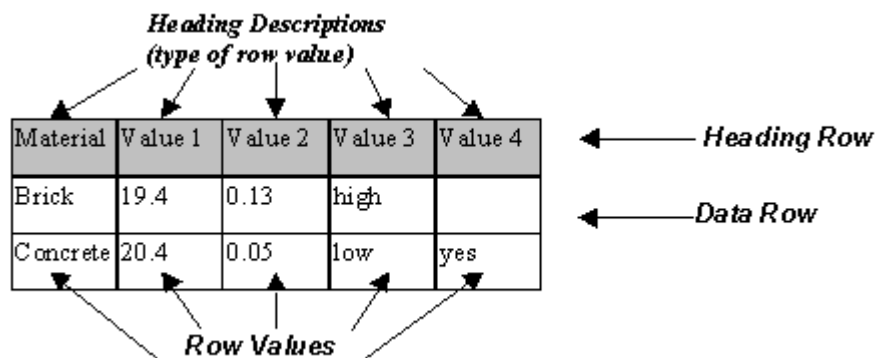 Heading Descriptions
(type of row value)
Material Value 1 Value 2 Value 3 Value 4
Heading Row
Brick 19.4 0.13 high
Data Row
Concrete 20.4 0.05 low yes
Row Values